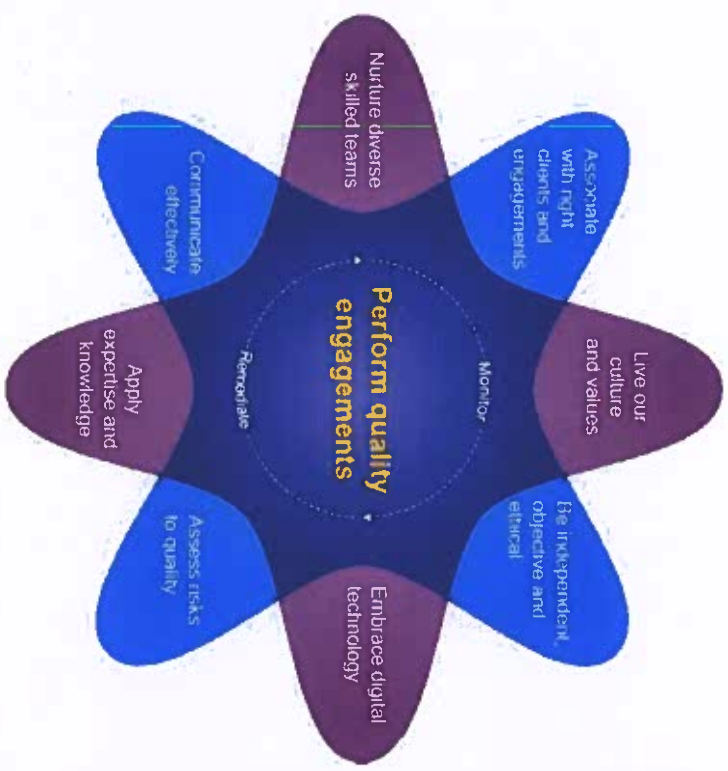 Live our
culture
and values
Be independent,
objective and
ethical
Embrace digital
technology
Assess risks
to quality
Apply
expertise and
knowledge
Communicate
effectively
Nurture diverse
skilled teams
Associate
with right
clients and
engagements
Monitor
Perform quality
engagements
Remediate